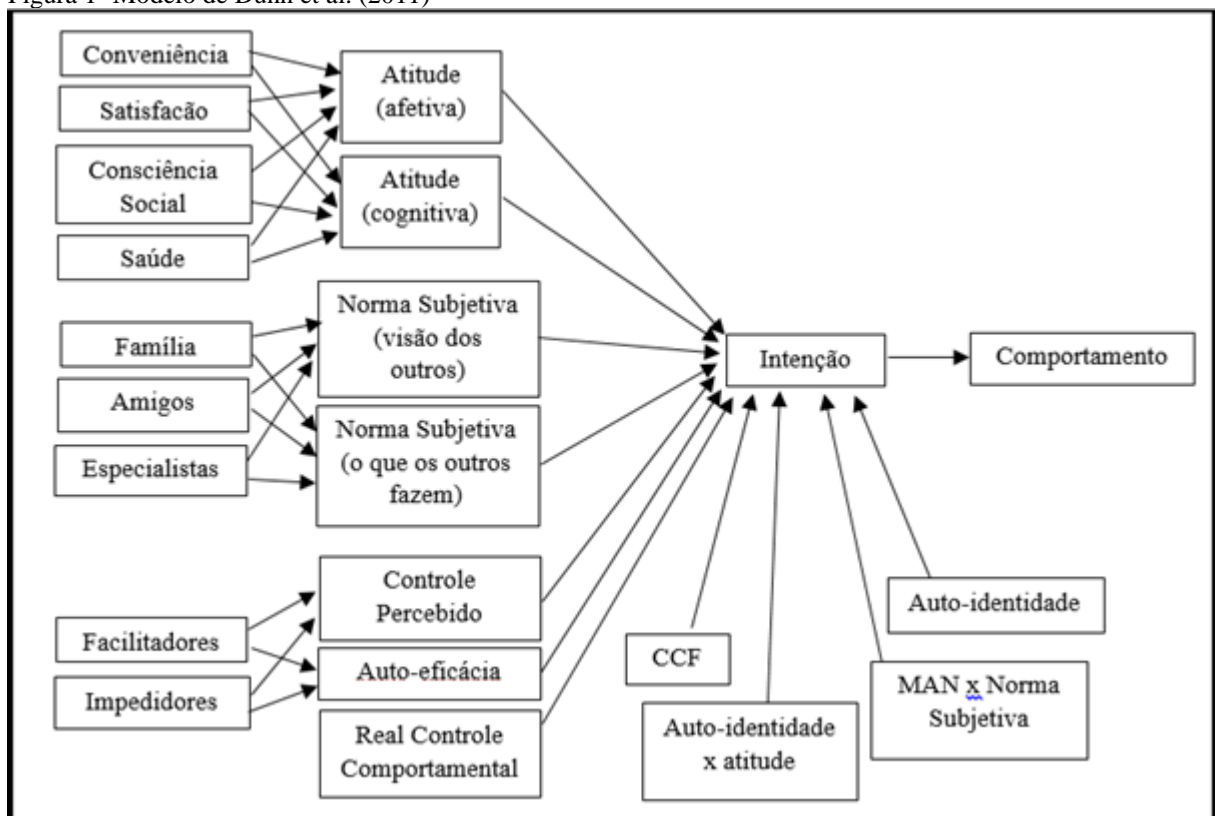 Figura 1- Modelo de Dunn et al. (2011)
Conveniência
Satisfacão
Consciência
Social
Saúde
Atitude
(afetiva)
Atitude
(cognitiva)
Família
Amigos
Especialistas
Norma Subjetiva
(visão dos
outros)
Norma Subjetiva
(o que os outros
fazem)
Facilitadores
Impedidores
Controle
Percebido
Auto-eficácia
Real Controle
Comportamental
Intenção
Comportamento
CCF
Auto-identidade
x atitude
MAN x Norma
Subjetiva
Auto-identidade